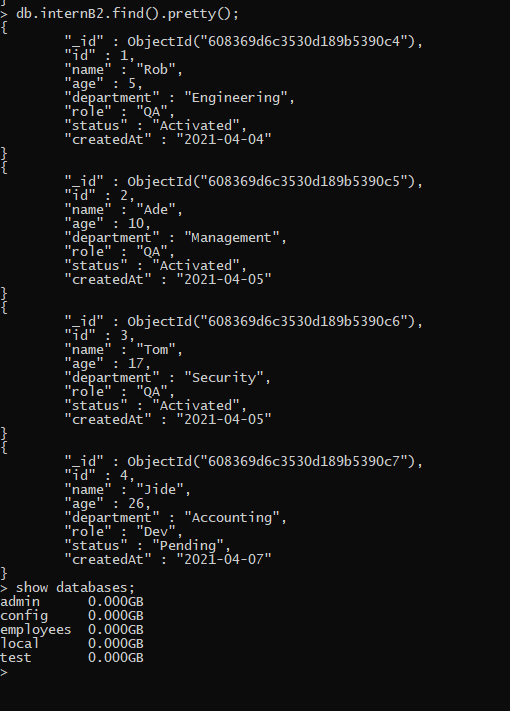 }
> db.internB2.find().pretty();
{
"_id" : ObjectId("608369d6c3530d189b5390c4"),
"id" : 1,
"name" : "Rob",
"age" : 5,
"department" : "Engineering",
"role" : "QA",
"status" : "Activated",
"createdAt" : "2021-04-04"
}
{
"_id" : ObjectId("608369d6c3530d189b5390c5"),
"id" : 2,
"name" : "Ade",
"age" : 10,
"department" : "Management",
"role" : "QA",
"status" : "Activated",
"createdAt" : "2021-04-05"
}
{
"_id" : ObjectId("608369d6c3530d189b5390c6"),
"id" : 3,
"name" : "Tom",
"age" : 17,
"department" : "Security",
"role" : "QA",
"status" : "Activated",
"createdAt" : "2021-04-05"
}
{
"_id" : ObjectId("608369d6c3530d189b5390c7"),
"id" : 4,
"name" : "Jide",
"age" : 26,
"department" : "Accounting",
"role" : "Dev",
"status" : "Pending",
"createdAt" : "2021-04-07"
}
> show databases;
admin      0.000GB
config     0.000GB
employees  0.000GB
local      0.000GB
test       0.000GB
>